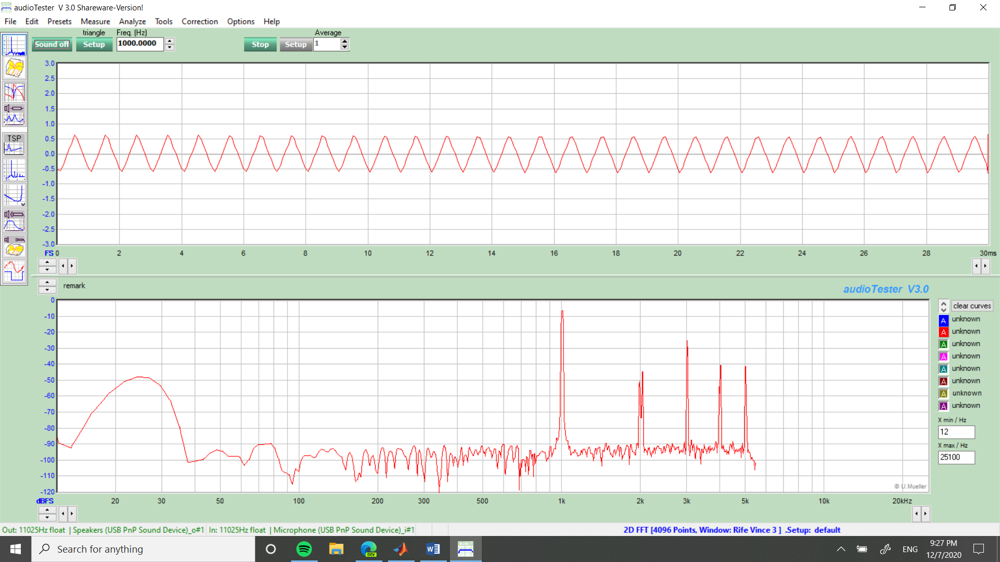 audioTester V 3.0 Shareware-Version!
File Edit Presets Measure Analyze Tools Correction Options Help
triangle Freq. (Hz) Average
Sound off Setup 1000.0000 Stop Setup 1
TSP
3.0
2.5
2.0
1.5
1.0
0.5
0.0
-0.5
-1.0
-1.5
-2.0
-2.5
-3.0
FS 0 2 4 6 8 10 12 14 16 18 20 22 24 26 28 30ms
remark
audioTester V3.0
0
-10
-20
-30
-40
-50
-60
-70
-80
-90
-100
-110
-120
© U.Mueller
dBFS 20 30 50 100 200 300 500 1k 2k 3k 5k 10k 20kHz
clear curves
A unknown
A unknown
A unknown
A unknown
A unknown
A unknown
A unknown
A unknown
X min / Hz
12
X max / Hz
25100
Out: 11025Hz float | Speakers (USB PnP Sound Device)_o#1 In: 11025Hz float | Microphone (USB PnP Sound Device)_i#1 2D FFT [4096 Points, Window: Rife Vince 3 ] .Setup: default
Search for anything
DEV
ENG
9:27 PM
12/7/2020